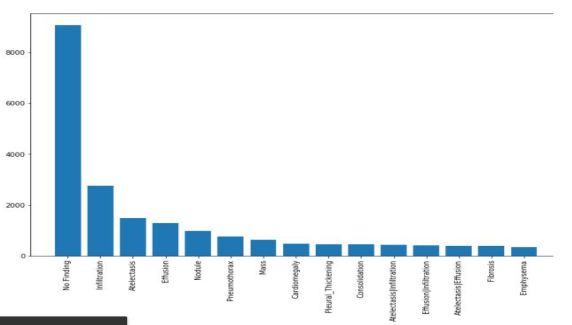 8000
6000
4000
2000
0
No Finding
Infiltration
Atelectasis
Effusion
Nodule
Pneumothorax
Mass
Cardiomegaly
Pleural_Thickening
Consolidation
Atelectasis|Infiltration
Effusion|Infiltration
Atelectasis|Effusion
Fibrosis
Emphysema